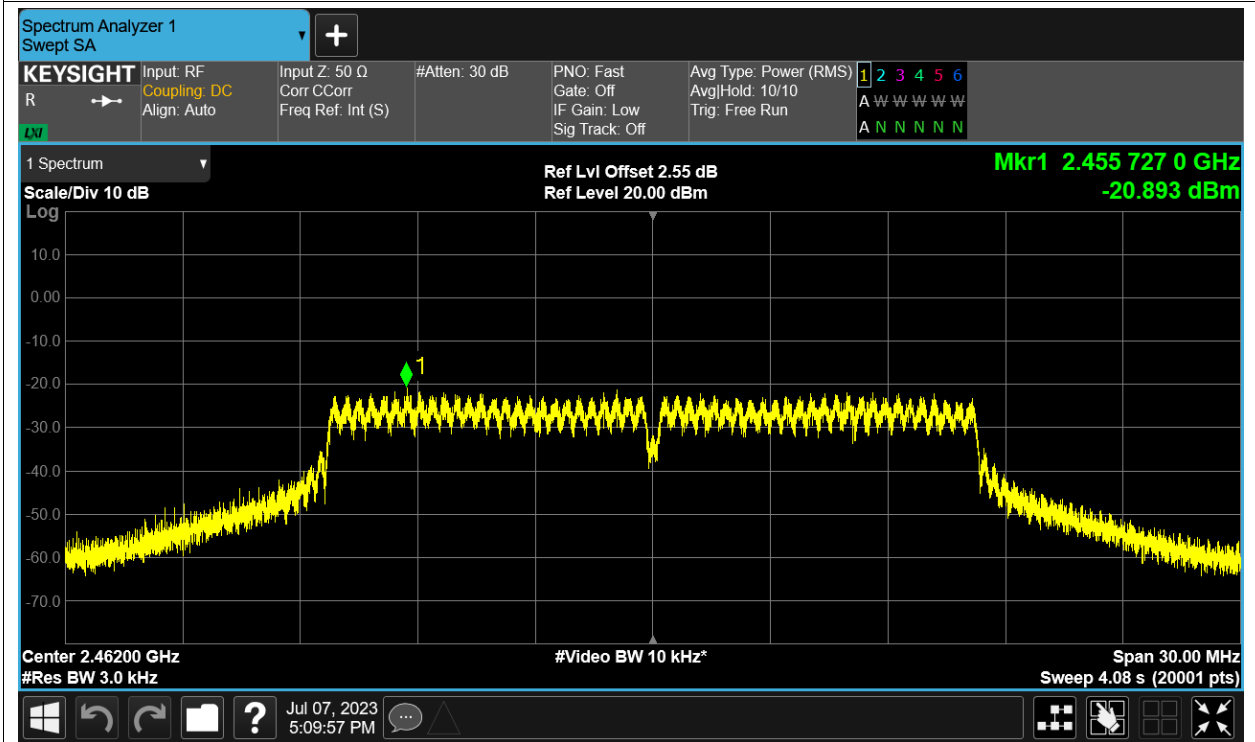 Spectrum Analyzer 1
Swept SA
+
KEYSIGHT
R
LXI
Input: RF
Coupling: DC
Align: Auto
Input Z: 50 Ω
Corr CCorr
Freq Ref: Int (S)
#Atten: 30 dB
PNO: Fast
Gate: Off
IF Gain: Low
Sig Track: Off
Avg Type: Power (RMS)
Avg|Hold: 10/10
Trig: Free Run
1 2 3 4 5 6
A W W W W W
A N N N N N
1 Spectrum
Scale/Div 10 dB
Log
Ref Lvl Offset 2.55 dB
Ref Level 20.00 dBm
Mkr1 2.455 727 0 GHz
-20.893 dBm
10.0
0.00
-10.0
-20.0
-30.0
-40.0
-50.0
-60.0
-70.0
1
Center 2.46200 GHz
#Res BW 3.0 kHz
#Video BW 10 kHz*
Span 30.00 MHz
Sweep 4.08 s (20001 pts)
?
Jul 07, 2023
5:09:57 PM